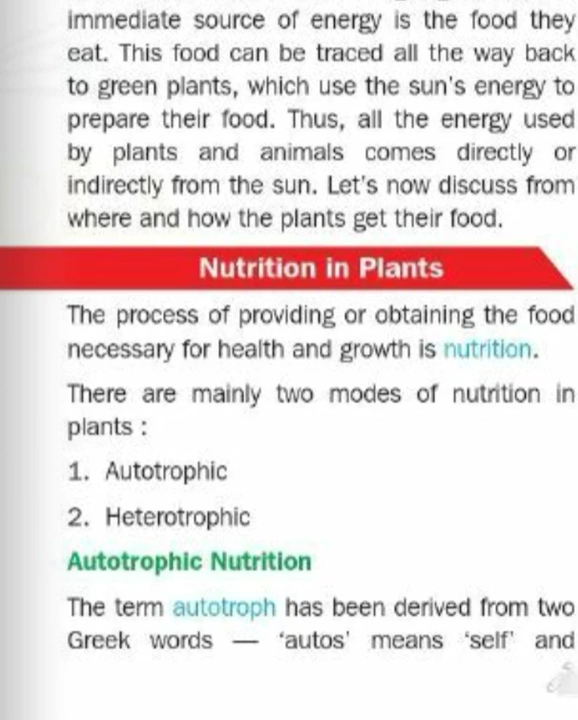 immediate source of energy is the food they
eat. This food can be traced all the way back
to green plants, which use the sun's energy to
prepare their food. Thus, all the energy used
by plants and animals comes directly or
indirectly from the sun. Let's now discuss from
where and how the plants get their food.
Nutrition in Plants
The process of providing or obtaining the food
necessary for health and growth is nutrition.
There are mainly two modes of nutrition in
plants :
1. Autotrophic
2. Heterotrophic
Autotrophic Nutrition
The term autotroph has been derived from two
Greek words — 'autos' means 'self' and